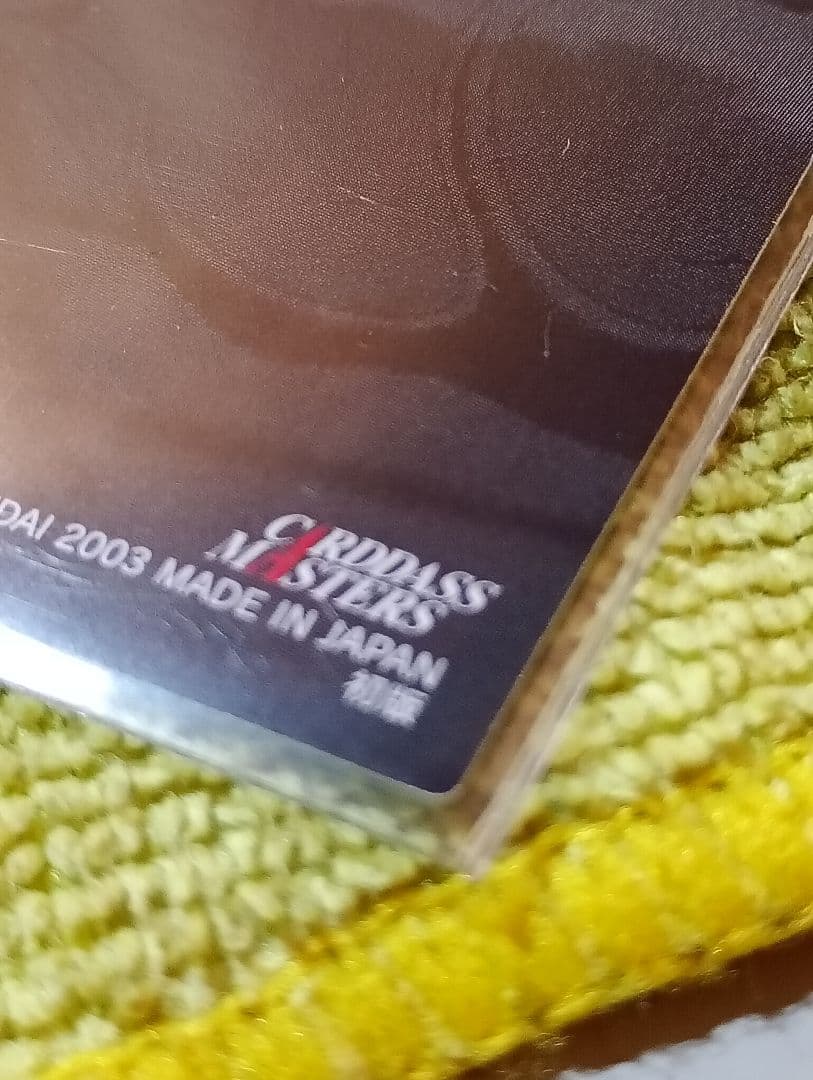 CARDDASS
MASTERS
DAI 2003 MADE IN JAPAN
初版